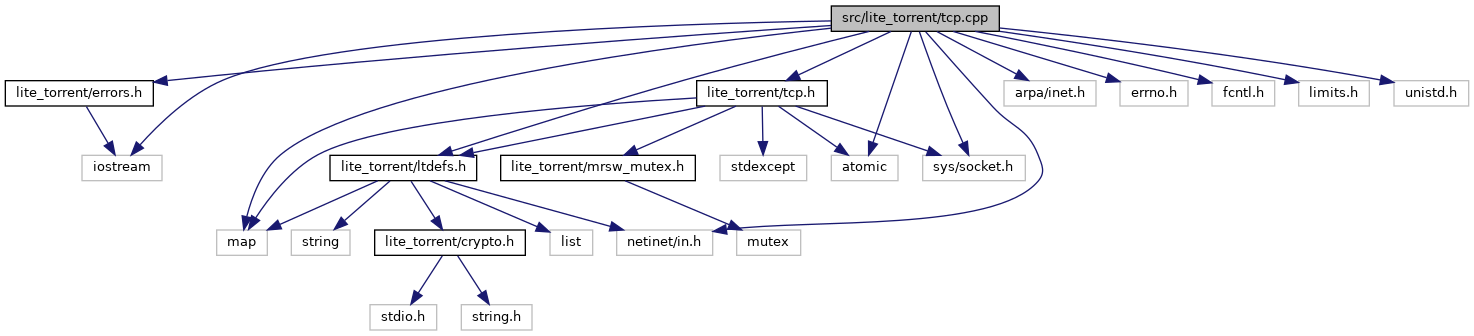 src/lite_torrent/tcp.cpp
lite_torrent/errors.h
lite_torrent/tcp.h
arpa/inet.h
errno.h
fcntl.h
limits.h
unistd.h
iostream
lite_torrent/ltdefs.h
lite_torrent/mrsw_mutex.h
stdexcept
atomic
sys/socket.h
map
string
lite_torrent/crypto.h
list
netinet/in.h
mutex
stdio.h
string.h